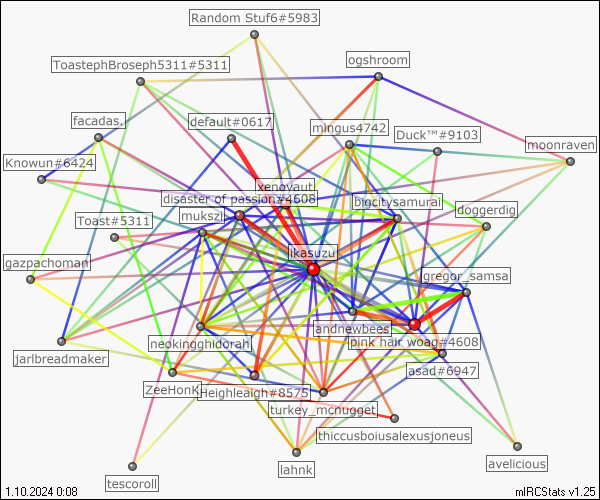 Random Stuf6#5983
ogshroom
ToastephBroseph5311#5311
facadas.
default#0617
mingus4742
Duck™#9103
moonraven
Knowun#6424
xenovaut
disaster of passion#4608
bigcitysamurai
mukszi
doggerdig
Toast#5311
ikasuzu
gazpachoman
gregor_samsa
andnewbees
neokingghidorah
pink hair woag#4608
jarlbreadmaker
asad#6947
ZeeHonK
Heighleagh#8575
turkey_mcnugget
thiccusboiusalexusjoneus
avelicious
lahnk
tescoroll
1.10.2024 0:08
mIRCStats v1.25